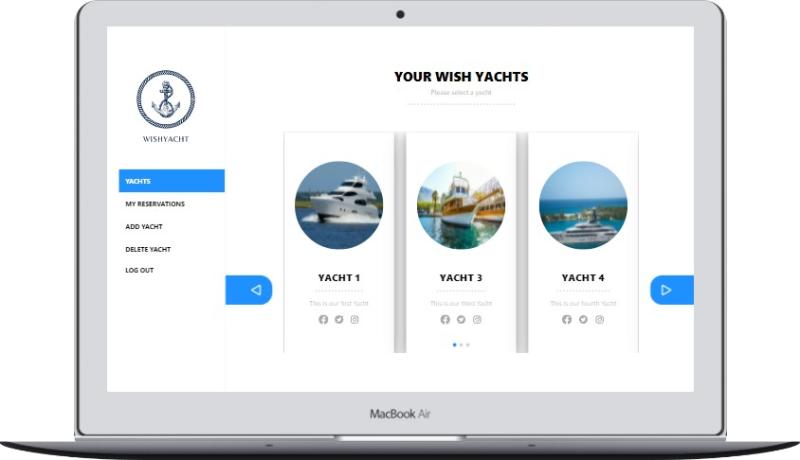 WISHYACHT
YACHTS
MY RESERVATIONS
ADD YACHT
DELETE YACHT
LOG OUT
YOUR WISH YACHTS
Please select a yacht
YACHT 1
This is our first Yacht
YACHT 3
This is our third Yacht
YACHT 4
This is our fourth Yacht
MacBook Air